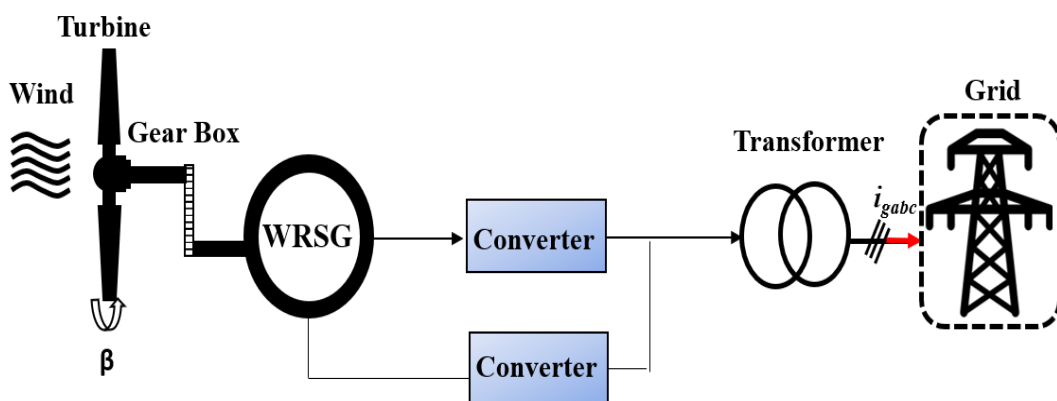 Turbine
Wind
Gear Box
WRSG
Converter
Converter
Transformer
i_gabc
Grid
β